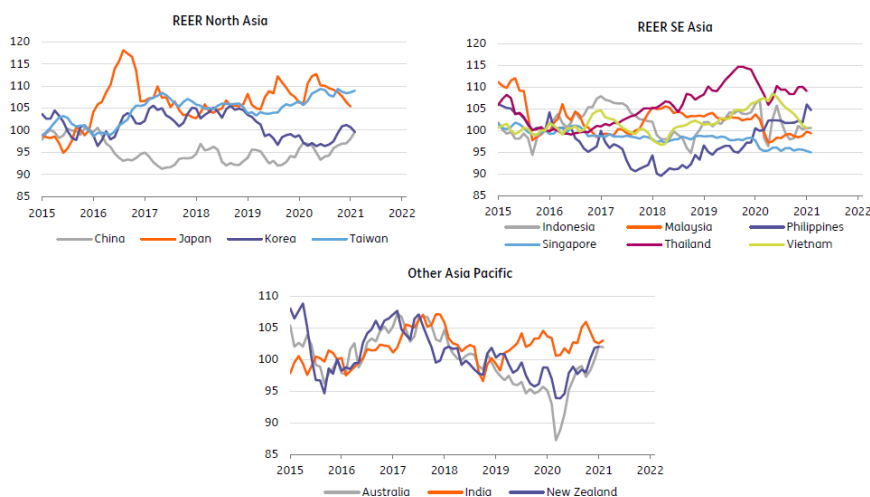 REER North Asia
120
115
110
105
100
95
90
85
2015 2016 2017 2018 2019 2020 2021 2022
China Japan Korea Taiwan
REER SE Asia
120
115
110
105
100
95
90
85
2015 2016 2017 2018 2019 2020 2021 2022
Indonesia Malaysia Philippines
Singapore Thailand Vietnam
Other Asia Pacific
110
105
100
95
90
85
2015 2016 2017 2018 2019 2020 2021 2022
Australia India New Zealand